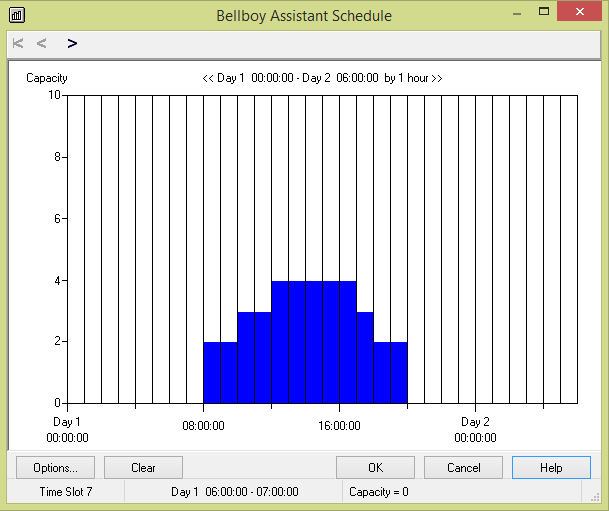 Bellboy Assistant Schedule
Capacity
<< Day 1 00:00:00 - Day 2 06:00:00 by 1 hour >>
10
8
6
4
2
0
Day 1
00:00:00
08:00:00
16:00:00
Day 2
00:00:00
Options...
Clear
OK
Cancel
Help
Time Slot 7
Day 1 06:00:00 - 07:00:00
Capacity = 0